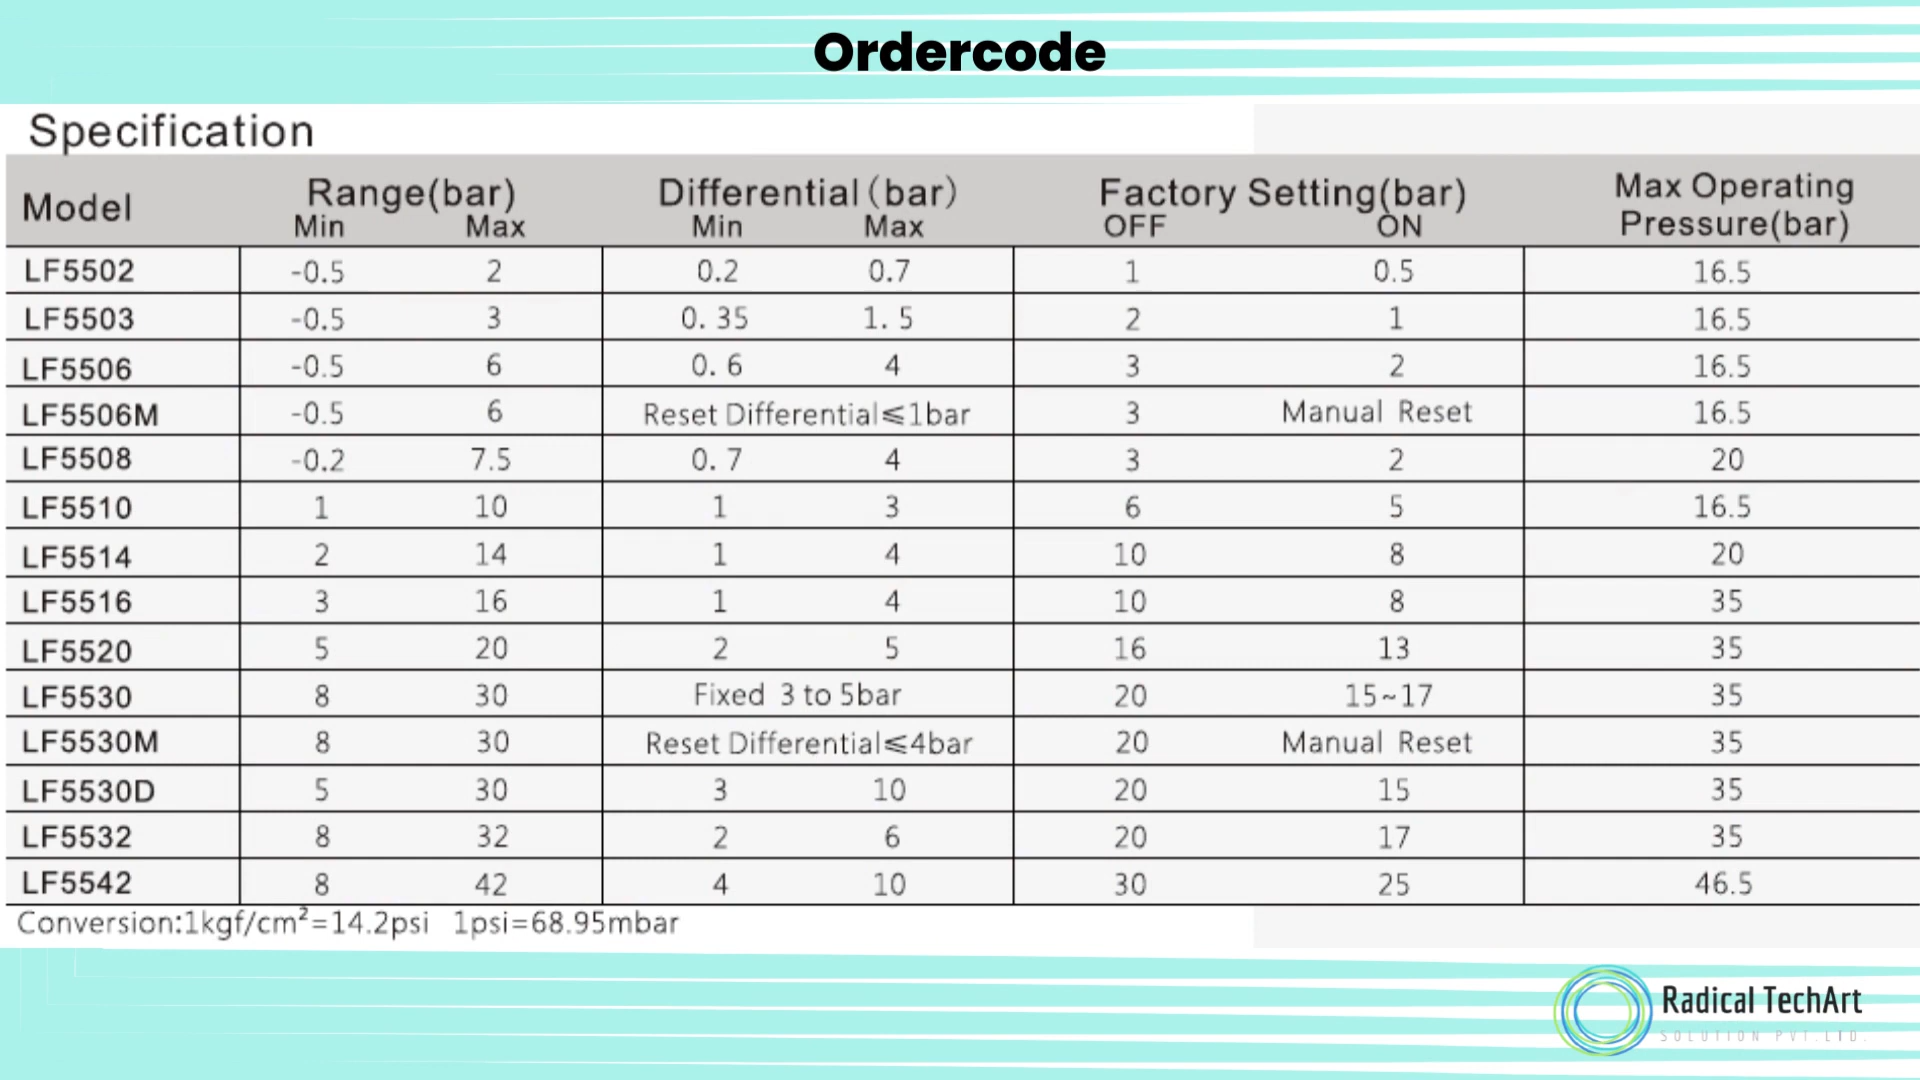 Ordercode
Specification
Model Range(bar) Differential(bar) Factory Setting(bar) Max Operating Pressure(bar)
Min Max Min Max OFF ON
LF5502 -0.5 2 0.2 0.7 1 0.5 16.5
LF5503 -0.5 3 0.35 1.5 2 1 16.5
LF5506 -0.5 6 0.6 4 3 2 16.5
LF5506M -0.5 6 Reset Differential⩽1bar 3 Manual Reset 16.5
LF5508 -0.2 7.5 0.7 4 3 2 20
LF5510 1 10 1 3 6 5 16.5
LF5514 2 14 1 4 10 8 20
LF5516 3 16 1 4 10 8 35
LF5520 5 20 2 5 16 13 35
LF5530 8 30 Fixed 3 to 5bar 20 15~17 35
LF5530M 8 30 Reset Differential⩽4bar 20 Manual Reset 35
LF5530D 5 30 3 10 20 15 35
LF5532 8 32 2 6 20 17 35
LF5542 8 42 4 10 30 25 46.5
Conversion:1kgf/cm²=14.2psi 1psi=68.95mbar
Radical TechArt
SOLUTION PVT.LTD.